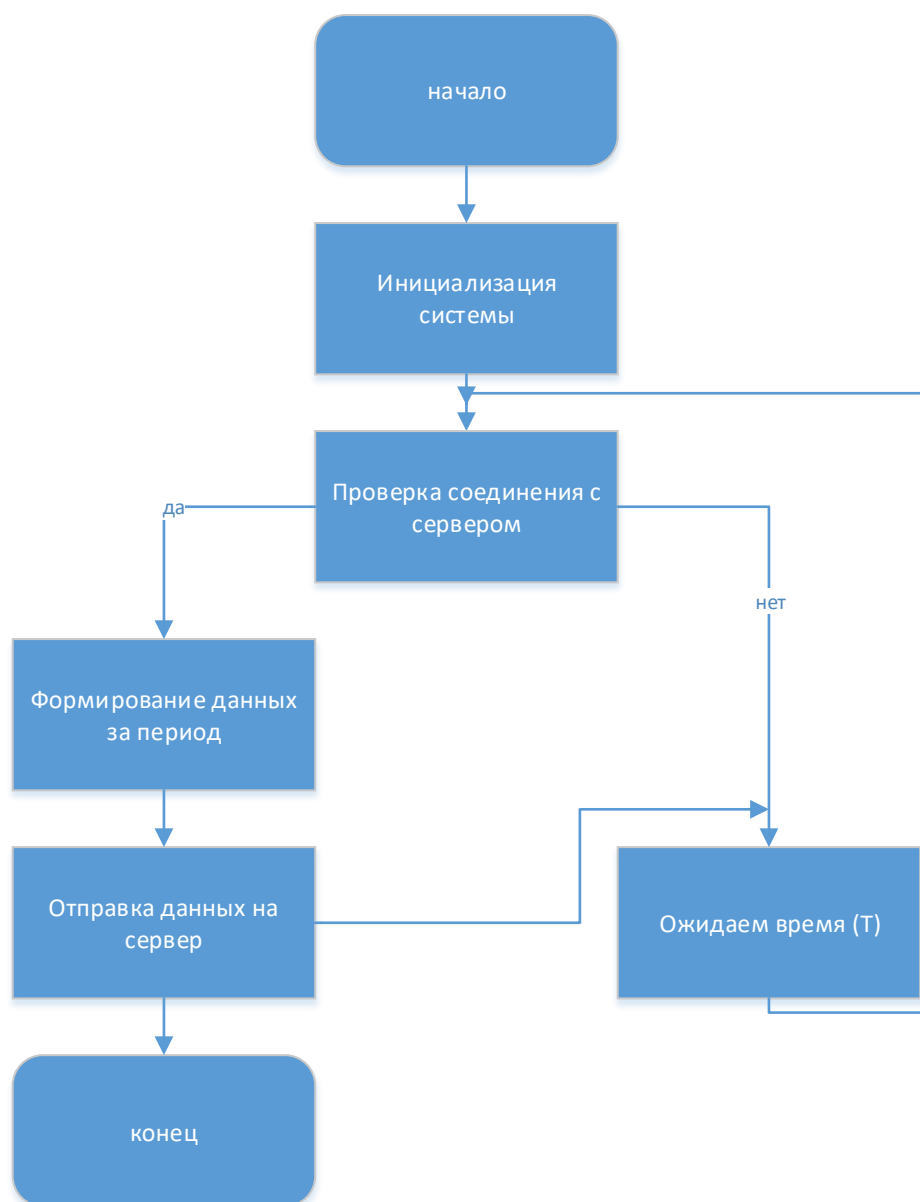 начало
Инициализация
системы
Проверка соединения с
сервером
да
нет
Формирование данных
за период
Отправка данных на
сервер
Ожидаем время (Т)
конец